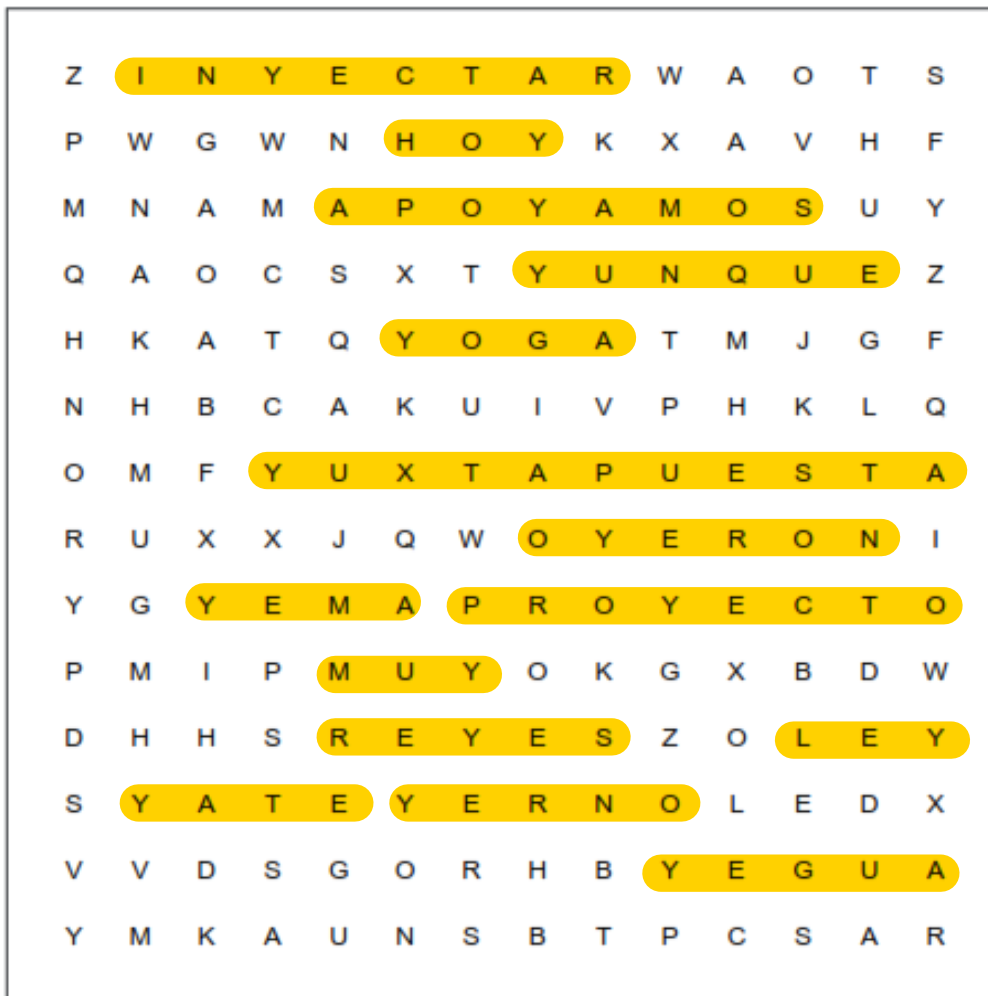 Z I N Y E C T A R W A O T S
P W G W N H O Y K X A V H F
M N A M A P O Y A M O S U Y
Q A O C S X T Y U N Q U E Z
H K A T Q Y O G A T M J G F
N H B C A K U I V P H K L Q
O M F Y U X T A P U E S T A
R U X X J Q W O Y E R O N I
Y G Y E M A P R O Y E C T O
P M I P M U Y O K G X B D W
D H H S R E Y E S Z O L E Y
S Y A T E Y E R N O L E D X
V V D S G O R H B Y E G U A
Y M K A U N S B T P C S A R